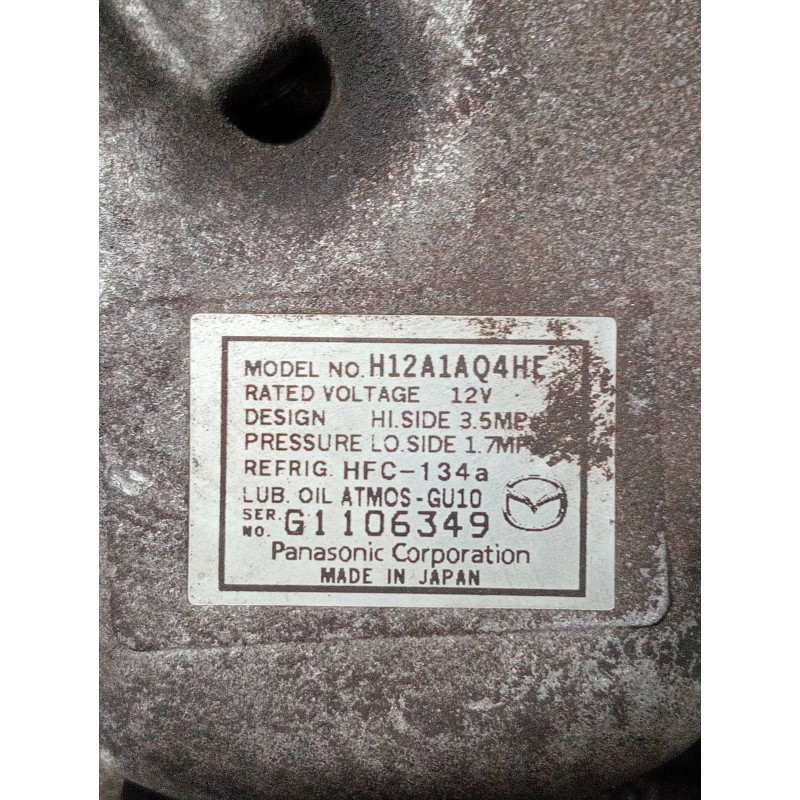 MODEL NO. H12A1AQ4HE
RATED VOLTAGE 12V
DESIGN HI.SIDE 3.5MPa
PRESSURE LO.SIDE 1.7MP
REFRIG. HFC-134a
LUB. OIL ATMOS-GU10
SER. NO. G1106349
Panasonic Corporation
MADE IN JAPAN